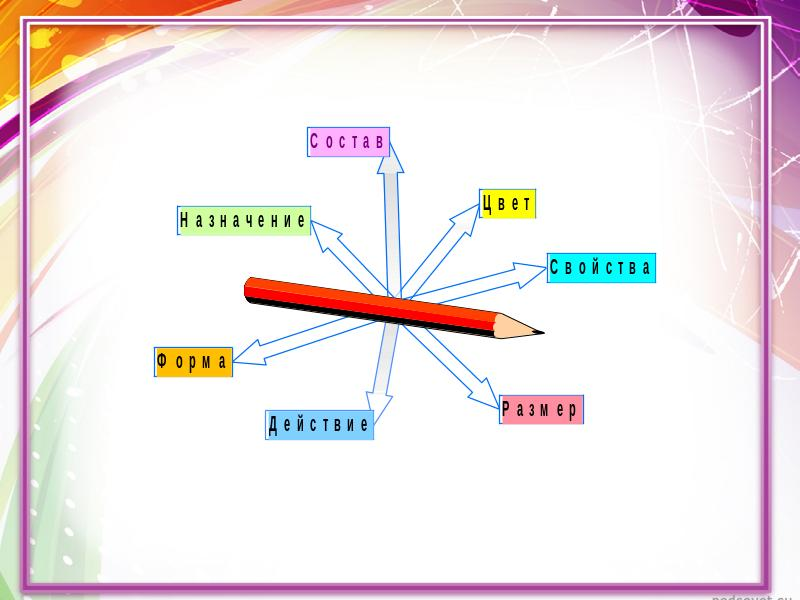 Состав
Цвет
Назначение
Свойства
Форма
Размер
Действие